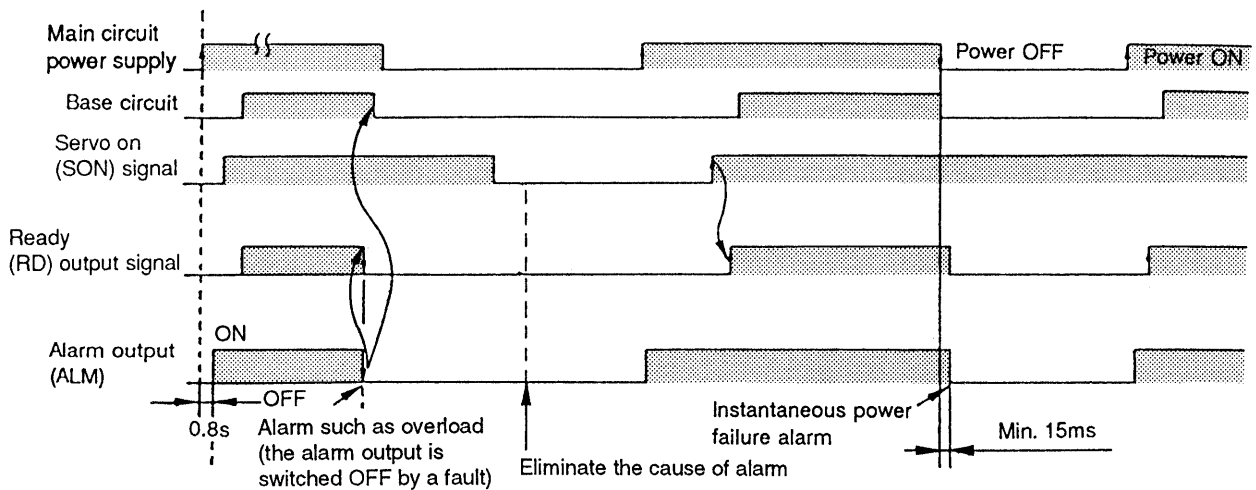 Main circuit
power supply
Power OFF
Power ON
Base circuit
Servo on
(SON) signal
Ready
(RD) output signal
ON
Alarm output
(ALM)
OFF
0.8s
Alarm such as overload
(the alarm output is
switched OFF by a fault)
Eliminate the cause of alarm
Instantaneous power
failure alarm
Min. 15ms